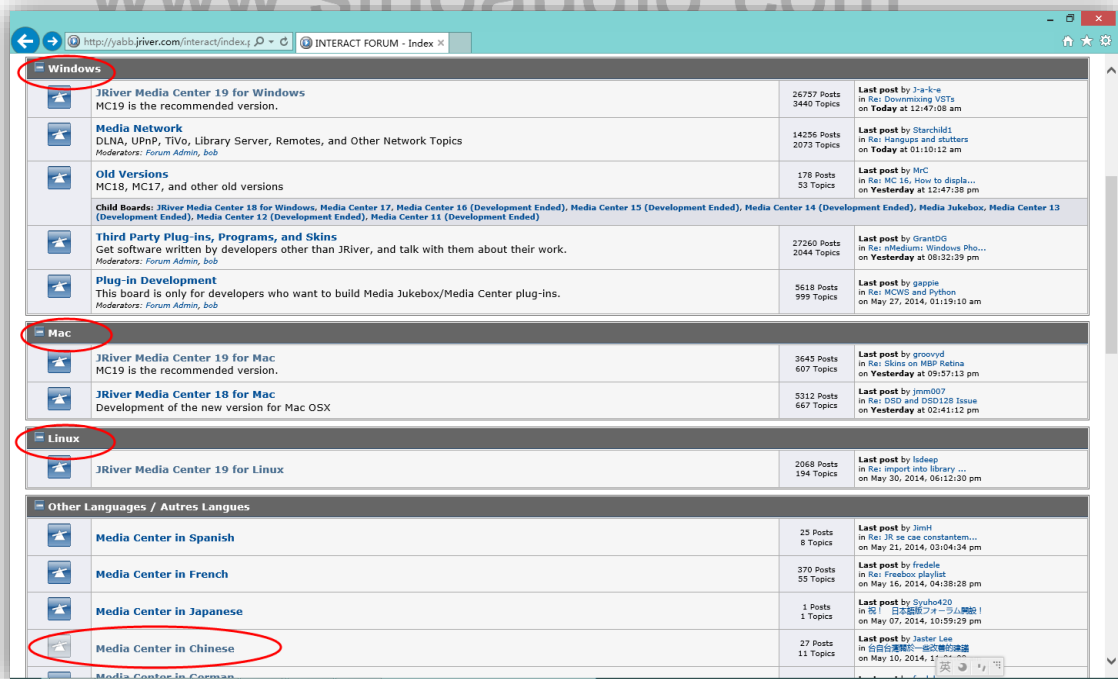 www sinoaudio com
http://yabb.jriver.com/interact/index.p
INTERACT FORUM - Index
Windows
JRiver Media Center 19 for Windows
MC19 is the recommended version.
26757 Posts
3440 Topics
Last post by J-a-k-e
in Re: Downmixing VSTs
on Today at 12:47:08 am
Media Network
DLNA, UPnP, TiVo, Library Server, Remotes, and Other Network Topics
Moderators: Forum Admin, bob
14256 Posts
2073 Topics
Last post by Starchild1
in Re: Hangups and stutters
on Today at 01:10:12 am
Old Versions
MC18, MC17, and other old versions
178 Posts
53 Topics
Last post by MrC
in Re: MC 16, How to displa...
on Yesterday at 12:47:38 pm
Child Boards: JRiver Media Center 18 for Windows, Media Center 17, Media Center 16 (Development Ended), Media Center 15 (Development Ended), Media Center 14 (Development Ended), Media Jukebox, Media Center 13
(Development Ended), Media Center 12 (Development Ended), Media Center 11 (Development Ended)
Third Party Plug-ins, Programs, and Skins
Get software written by developers other than JRiver, and talk with them about their work.
Moderators: Forum Admin, bob
27260 Posts
2044 Topics
Last post by GrantDG
in Re: nMedium: Windows Pho...
on Yesterday at 08:32:39 pm
Plug-in Development
This board is only for developers who want to build Media Jukebox/Media Center plug-ins.
Moderators: Forum Admin, bob
5618 Posts
999 Topics
Last post by gappie
in Re: MCWS and Python
on May 27, 2014, 01:19:10 am
Mac
JRiver Media Center 19 for Mac
MC19 is the recommended version.
3645 Posts
607 Topics
Last post by groovyd
in Re: Skins on MBP Retina
on Yesterday at 09:57:13 pm
JRiver Media Center 18 for Mac
Development of the new version for Mac OSX
5312 Posts
667 Topics
Last post by jmm007
in Re: DSD and DSD128 Issue
on Yesterday at 02:41:12 pm
Linux
JRiver Media Center 19 for Linux
2068 Posts
194 Topics
Last post by lsdeep
in Re: import into library ...
on May 30, 2014, 06:12:30 pm
Other Languages / Autres Langues
Media Center in Spanish
25 Posts
8 Topics
Last post by JimH
in Re: JR se cae constantem...
on May 21, 2014, 03:04:34 pm
Media Center in French
370 Posts
55 Topics
Last post by fredele
in Re: Freebox playlist
on May 16, 2014, 04:38:28 pm
Media Center in Japanese
1 Posts
1 Topics
Last post by Syuho420
in 祝！ 日本語版フォーラム開設！
on May 07, 2014, 10:59:29 pm
Media Center in Chinese
27 Posts
11 Topics
Last post by Jaster Lee
in 台自台灣關於一些改善的建議
on May 10, 2014,
英
Media Center in German